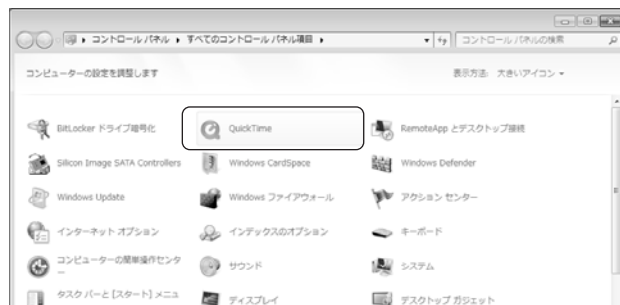 コントロール パネル ▸ すべてのコントロール パネル項目 ▸
コントロール パネルの検索
コンピューターの設定を調整します
表示方法: 大きいアイコン
BitLocker ドライブ暗号化
QuickTime
RemoteApp とデスクトップ接続
Silicon Image SATA Controllers
Windows CardSpace
Windows Defender
Windows Update
Windows ファイアウォール
アクション センター
インターネット オプション
インデックスのオプション
キーボード
コンピューターの簡単操作センタ
ー
サウンド
システム
タスク バーと [スタート] メニュ
ディスプレイ
デスクトップ ガジェット